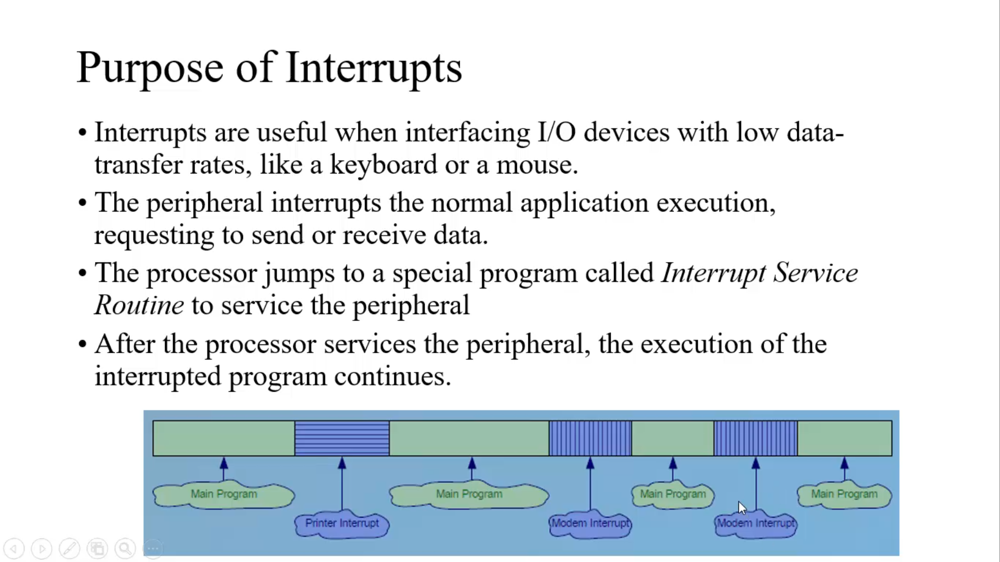 Purpose of Interrupts
• Interrupts are useful when interfacing I/O devices with low data-
transfer rates, like a keyboard or a mouse.
• The peripheral interrupts the normal application execution,
requesting to send or receive data.
• The processor jumps to a special program called Interrupt Service
Routine to service the peripheral
• After the processor services the peripheral, the execution of the
interrupted program continues.
Main Program
Main Program
Main Program
Main Program
Printer Interrupt
Modem Interrupt
Modem Interrupt